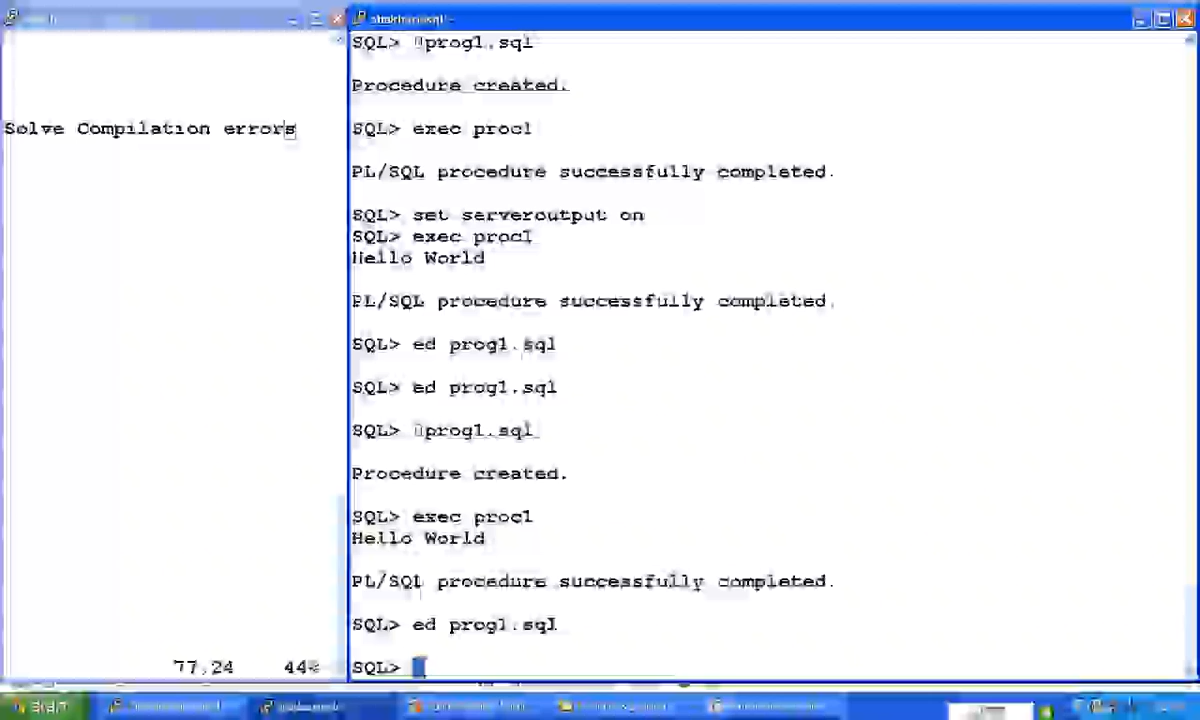 Solve Compilation errors
77,24 44%
SQL> @prog1.sql
Procedure created.
SQL> exec proc1
PL/SQL procedure successfully completed.
SQL> set serveroutput on
SQL> exec proc1
Hello World
PL/SQL procedure successfully completed.
SQL> ed prog1.sql
SQL> ed prog1.sql
SQL> @prog1.sql
Procedure created.
SQL> exec proc1
Hello World
PL/SQL procedure successfully completed.
SQL> ed prog1.sql
SQL>
start